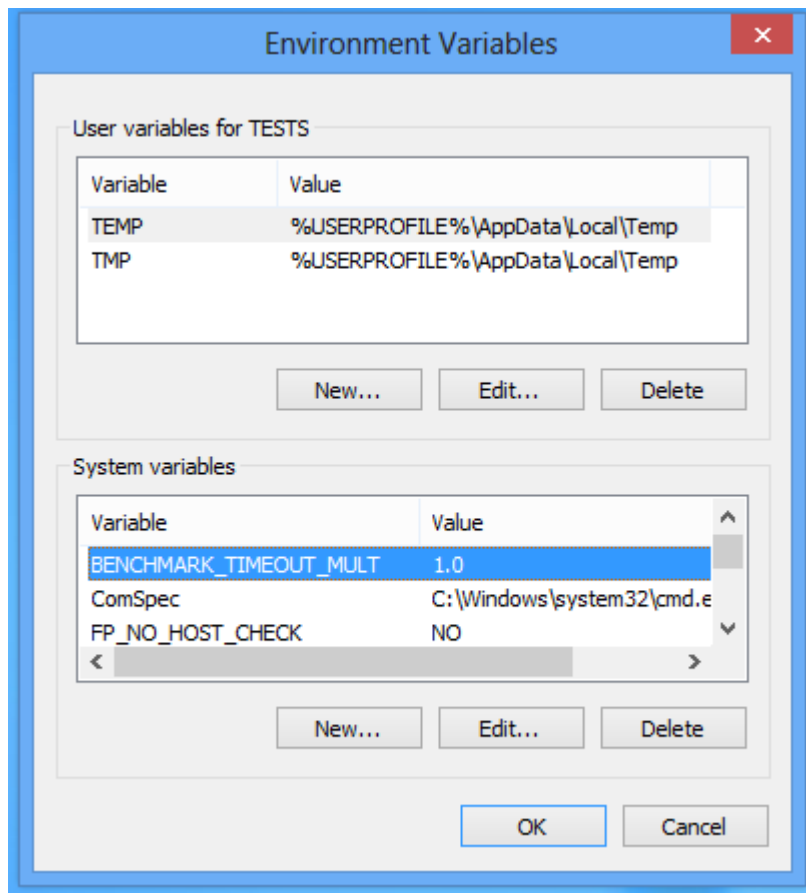 Environment Variables
User variables for TESTS
Variable Value
TEMP %USERPROFILE%\AppData\Local\Temp
TMP %USERPROFILE%\AppData\Local\Temp
New... Edit... Delete
System variables
Variable Value
BENCHMARK_TIMEOUT_MULT 1.0
ComSpec C:\Windows\system32\cmd.e
FP_NO_HOST_CHECK NO
New... Edit... Delete
OK Cancel